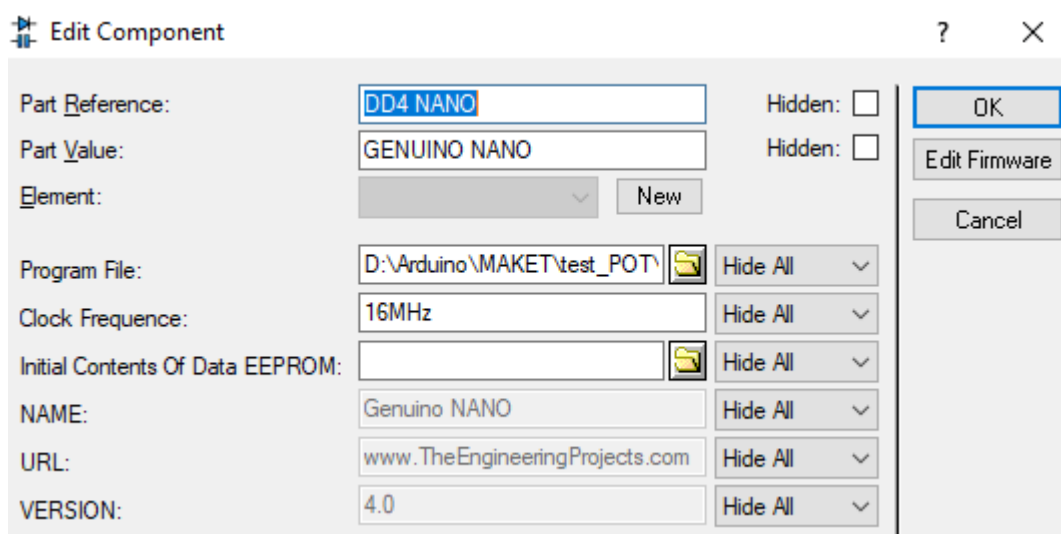 Edit Component ? ×
Part Reference: DD4 NANO Hidden:
OK
Part Value: GENUINO NANO Hidden:
Edit Firmware
Element: New
Cancel
Program File: D:\Arduino\MAKET\test_POT\ Hide All
Clock Frequence: 16MHz Hide All
Initial Contents Of Data EEPROM: Hide All
NAME: Genuino NANO Hide All
URL: www.TheEngineeringProjects.com Hide All
VERSION: 4.0 Hide All